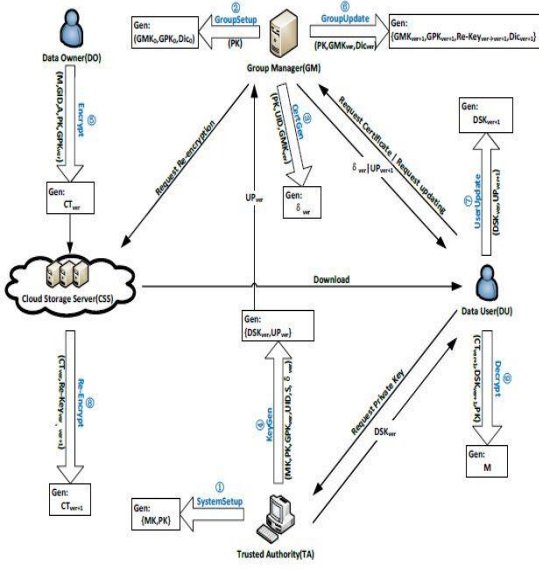 ② GroupSetup
(PK)
Gen:
{GMK₀,GPK₀,Dic₀}
⑥ GroupUpdate
(PK,GMKver,Dicver)
Gen:
{GMKver+1,GPKver+1,Re-Keyver→ver+1,Dicver+1}
Data Owner(DO)
Group Manager(GM)
Encrypt ⑤
(M,GID,A,PK,GPKver)
Gen:
CTver
Request Re-encryption
UPver
③ CertGen
(PK,UID,GMKver)
Gen:
δver
Request Certificate | Request updating
δver|UPver+1
Gen:
DSKver+1
⑦ UserUpdate
Cloud Storage Server(CSS)
Download
Data User(DU)
Gen:
{DSKver,UPver}
④ KeyGen
(MK,PK,GPKver,UID,S,δver)
Re-Encrypt ⑧
(CTver,Re-Keyver, ver+1)
Gen:
CTver+1
Request Private Key
DSKver
Decrypt
(CTver+1,DSKver+1,PK)
M
① SystemSetup
Gen:
{MK,PK}
Trusted Authority(TA)